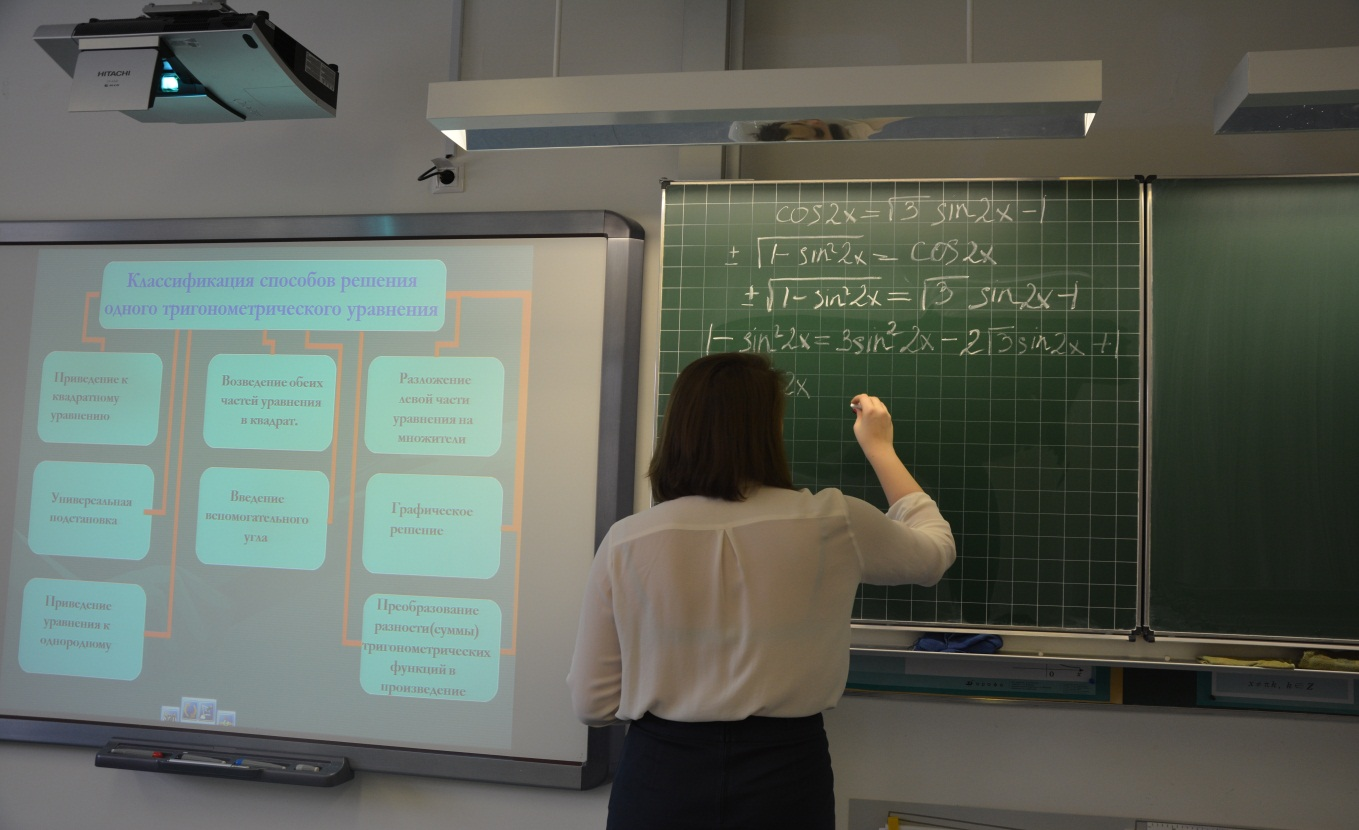 HITACHI
Классификация способов решения
одного тригонометрического уравнения
Приведение к
квадратному
уравнению
Возведение обеих
частей уравнения
в квадрат.
Разложение
левой части
уравнения на
множители
Универсальная
подстановка
Введение
вспомогательного
угла
Графическое
решение
Приведение
уравнения к
однородному
Преобразование
разности(суммы)
тригонометрических
функций в
произведение
cos2x=√3 sin2x-1
± √1-sin²2x = cos2x
±√1-sin²2x = √3 sin2x-1
1-sin²2x=3sin²2x-2√3sin2x+1
2x